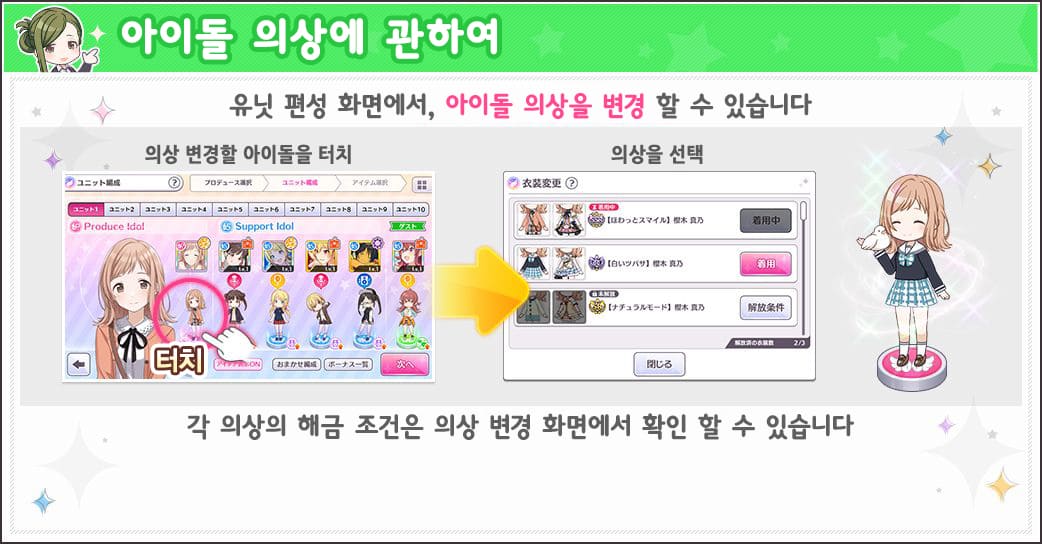 아이돌 의상에 관하여
유닛 편성 화면에서, 아이돌 의상을 변경 할 수 있습니다
의상 변경할 아이돌을 터치
의상을 선택
ユニット編成
?
プロデュース選択
ユニット編成
アイテム選択
ユニット1 ユニット2 ユニット3 ユニット4 ユニット5 ユニット6 ユニット7 ユニット8 ユニット9 ユニット10
Produce Idol
Support Idol
ゲスト
Lv.1 Lv.1 Lv.1 Lv.1 Lv.1
터치
おまかせ編成
ボーナス一覧
次へ
衣装変更 ?
着用中
【ほわっとスマイル】櫻木 真乃
着用中
【白いツバサ】櫻木 真乃
着用
未解放
【ナチュラルモード】櫻木 真乃
解放条件
解放済の衣装数 2/3
閉じる
각 의상의 해금 조건은 의상 변경 화면에서 확인 할 수 있습니다